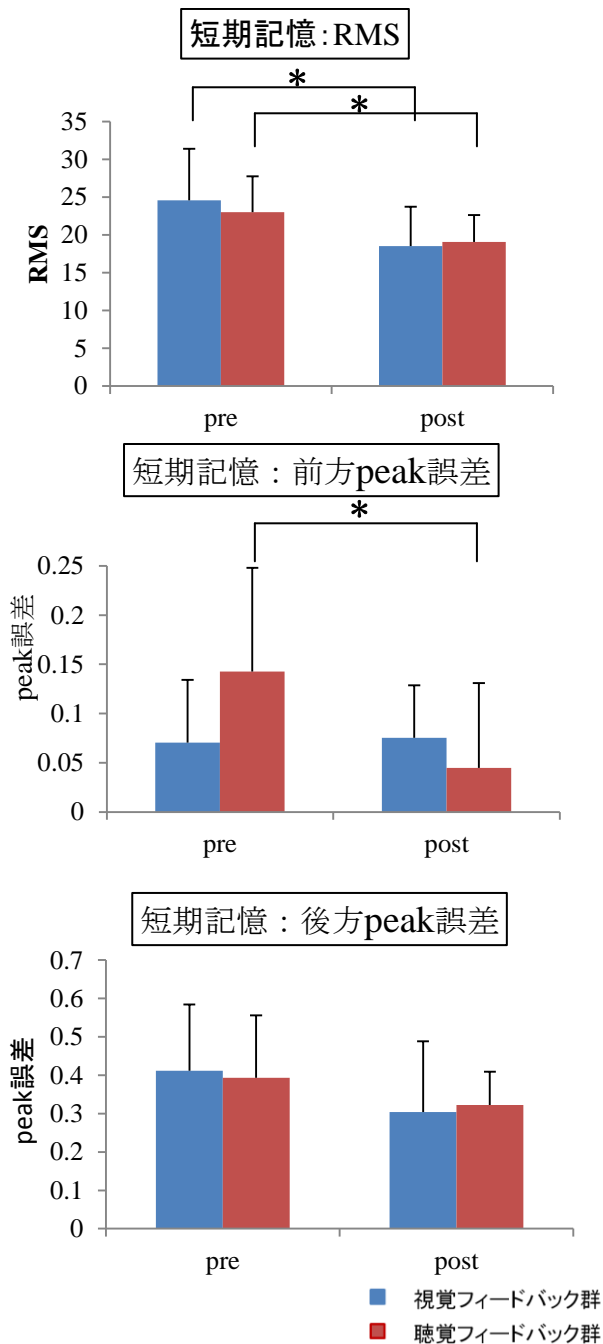 短期記憶:RMS
*
*
35
30
25
20
15
10
5
0
RMS
pre
post
短期記憶：前方peak誤差
*
0.25
0.2
0.15
0.1
0.05
0
peak誤差
pre
post
短期記憶：後方peak誤差
0.7
0.6
0.5
0.4
0.3
0.2
0.1
0
peak誤差
pre
post
視覚フィードバック群
聴覚フィードバック群